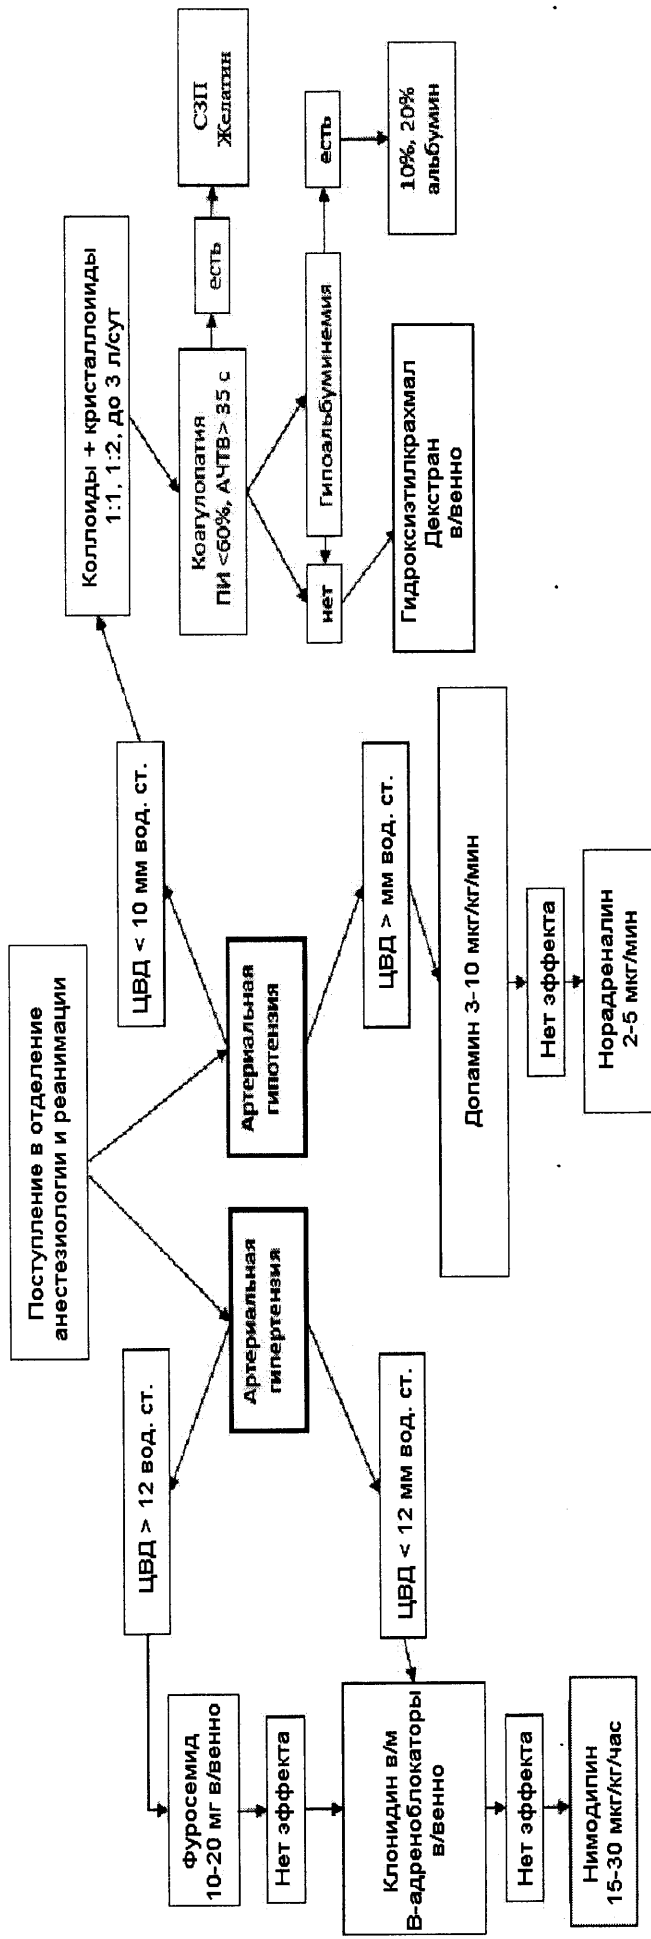 Поступление в отделение
анестезиологии и реанимации
ЦВД > 12 вод. ст.
Артериальная
гипертензия
ЦВД < 12 мм вод. ст.
Фуросемид
10-20 мг в/венно
Нет эффекта
Клонидин в/м
В-адреноблокаторы
в/венно
Нет эффекта
Нимодипин
15-30 мкг/кг/час
ЦВД < 10 мм вод. ст.
Артериальная
гипотензия
ЦВД > мм вод. ст.
Допамин 3-10 мкг/кг/мин
Нет эффекта
Норадреналин
2-5 мкг/мин
Коллоиды + кристаллоииды
1:1, 1:2, до 3 л/сут
Коагулопатия
ПИ <60%, АЧТВ> 35 с
есть
СЗП
Желатин
нет
Гипоальбуминемия
есть
10%, 20%
альбумин
Гидроксиэтилкрахмал
Декстран
в/венно